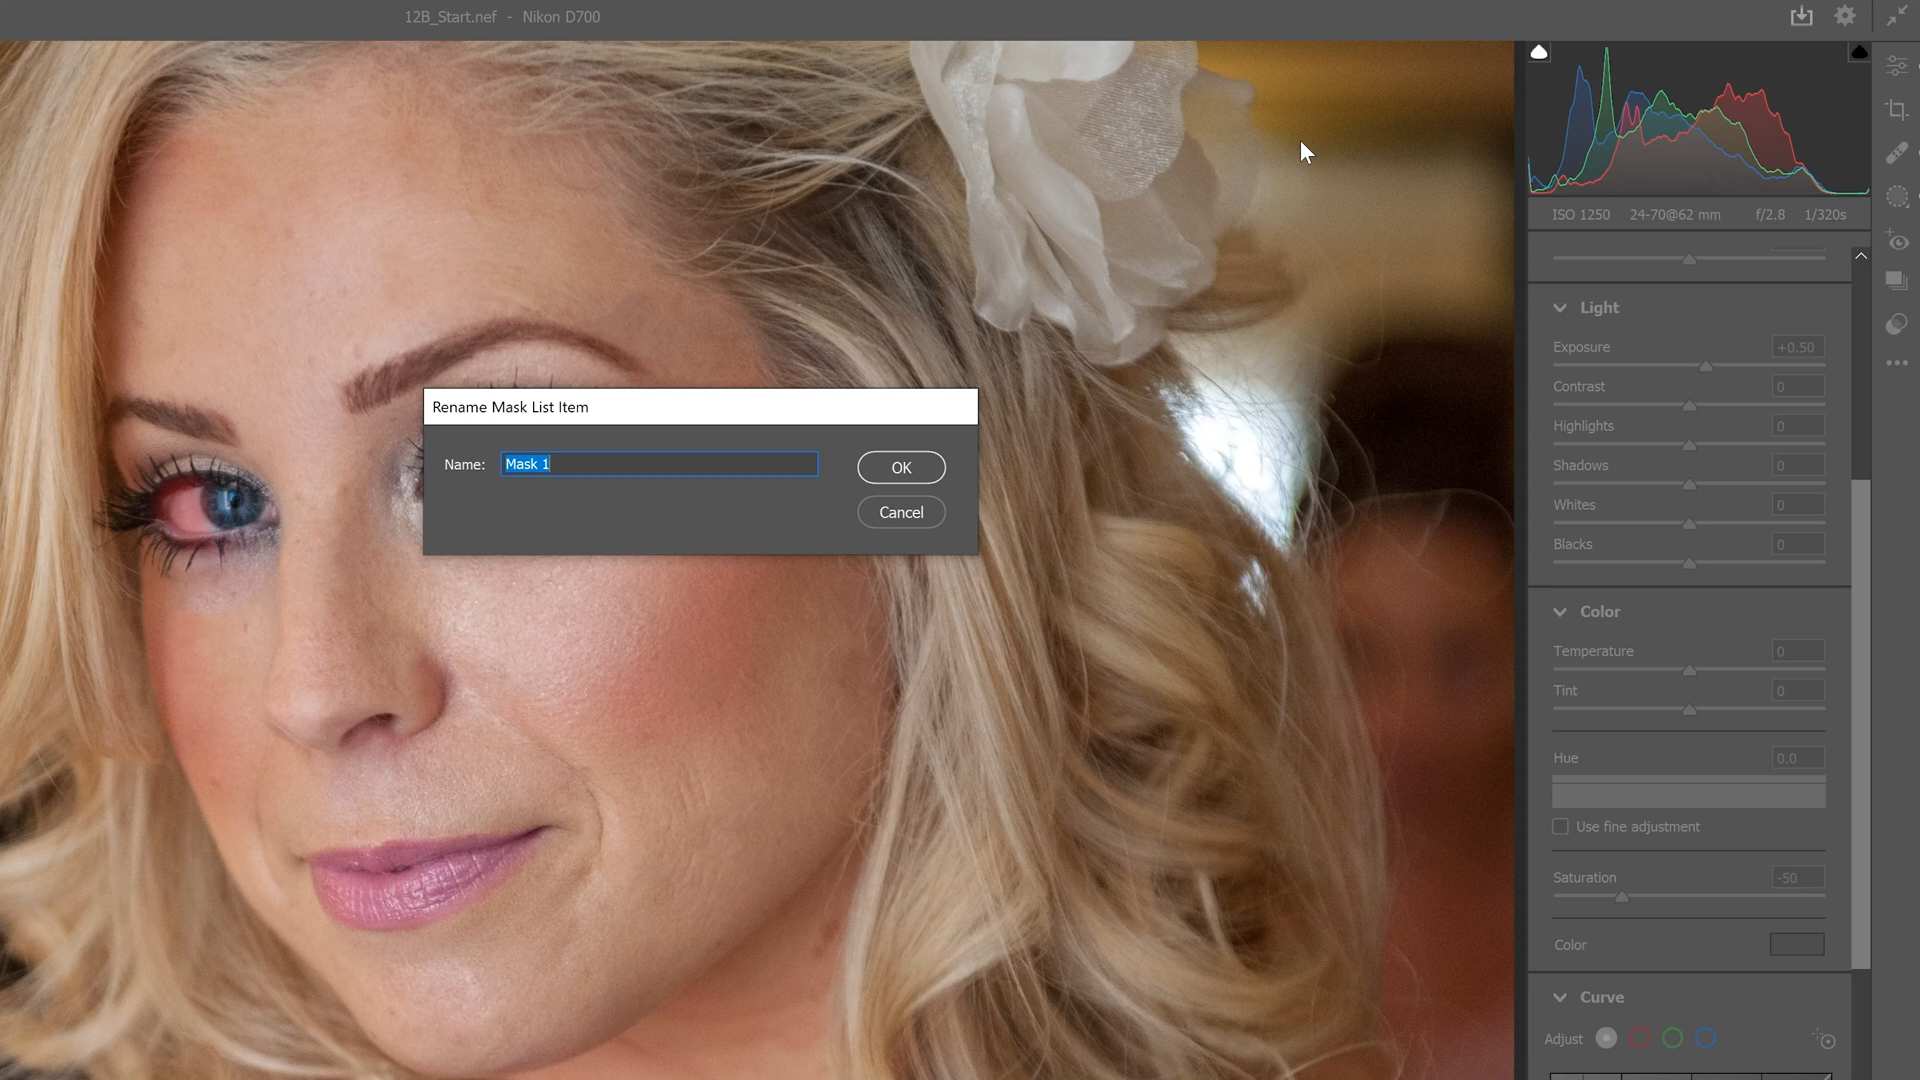 12B_Start.nef - Nikon D700
ISO 1250 24-70@62 mm f/2.8 1/320s
Light
Exposure +0.50
Contrast 0
Highlights 0
Shadows 0
Whites 0
Blacks 0
Color
Temperature 0
Tint 0
Hue 0.0
Use fine adjustment
Saturation -50
Color
Curve
Adjust
Rename Mask List Item
Name: Mask 1
OK
Cancel